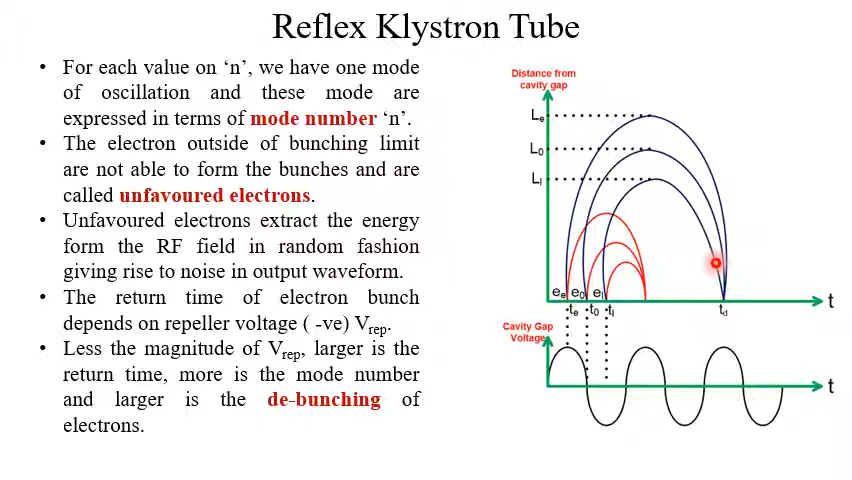 Reflex Klystron Tube
• For each value on ‘n’, we have one mode
of oscillation and these mode are
expressed in terms of mode number ‘n’.
• The electron outside of bunching limit
are not able to form the bunches and are
called unfavoured electrons.
• Unfavoured electrons extract the energy
form the RF field in random fashion
giving rise to noise in output waveform.
• The return time of electron bunch
depends on repeller voltage ( -ve) Vrep.
• Less the magnitude of Vrep, larger is the
return time, more is the mode number
and larger is the de-bunching of
electrons.
Distance from
cavity gap
Le
L0
Ll
ee e0 el
te t0 tl td
t
Cavity Gap
Voltage
t